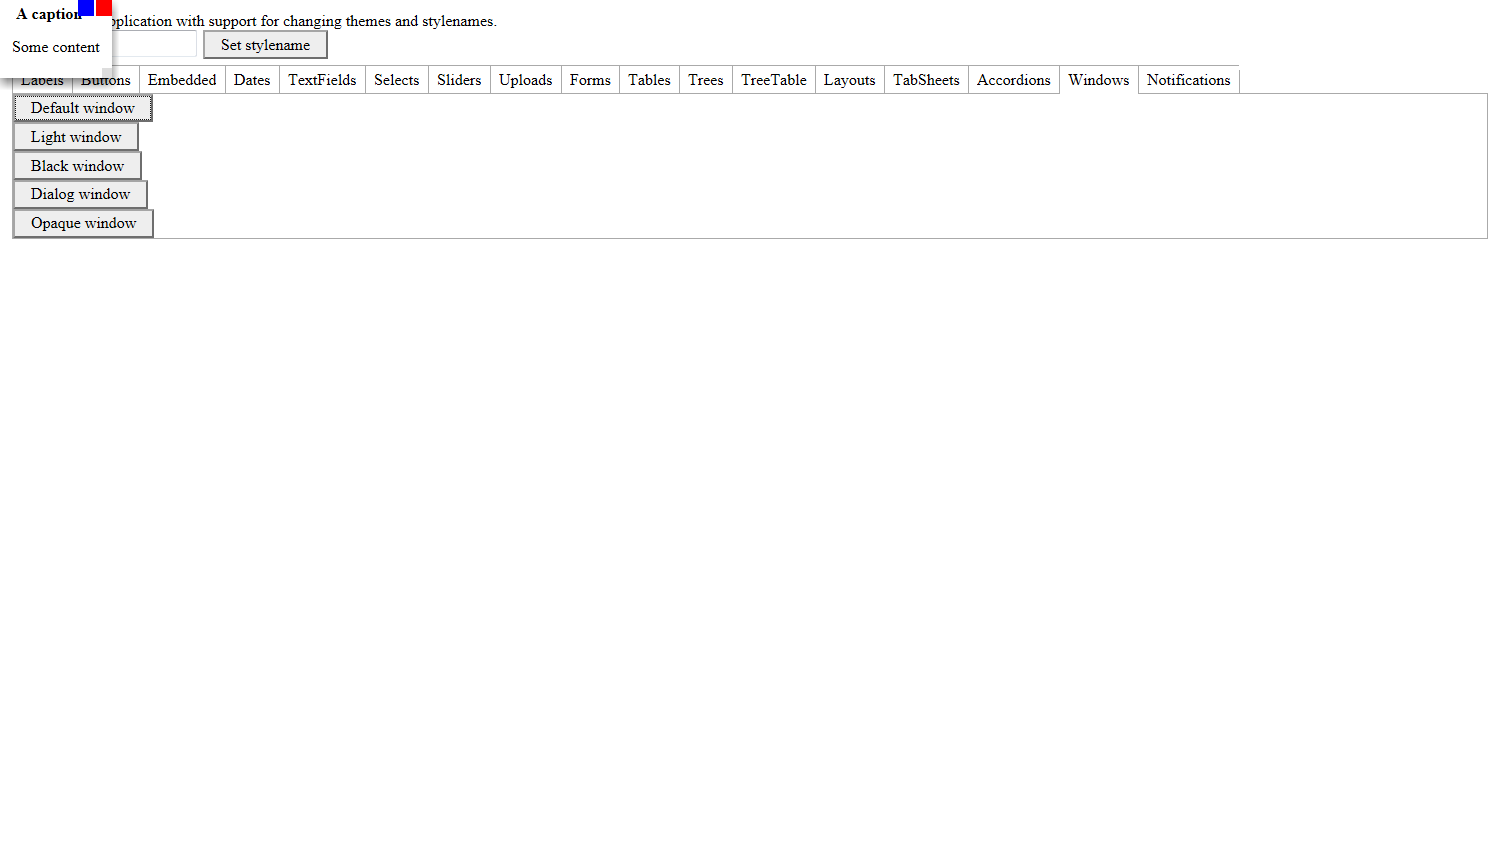 A caption
Some content
pplication with support for changing themes and stylenames.
Set stylename
Labels Buttons Embedded Dates TextFields Selects Sliders Uploads Forms Tables Trees TreeTable Layouts TabSheets Accordions Windows Notifications
Default window
Light window
Black window
Dialog window
Opaque window